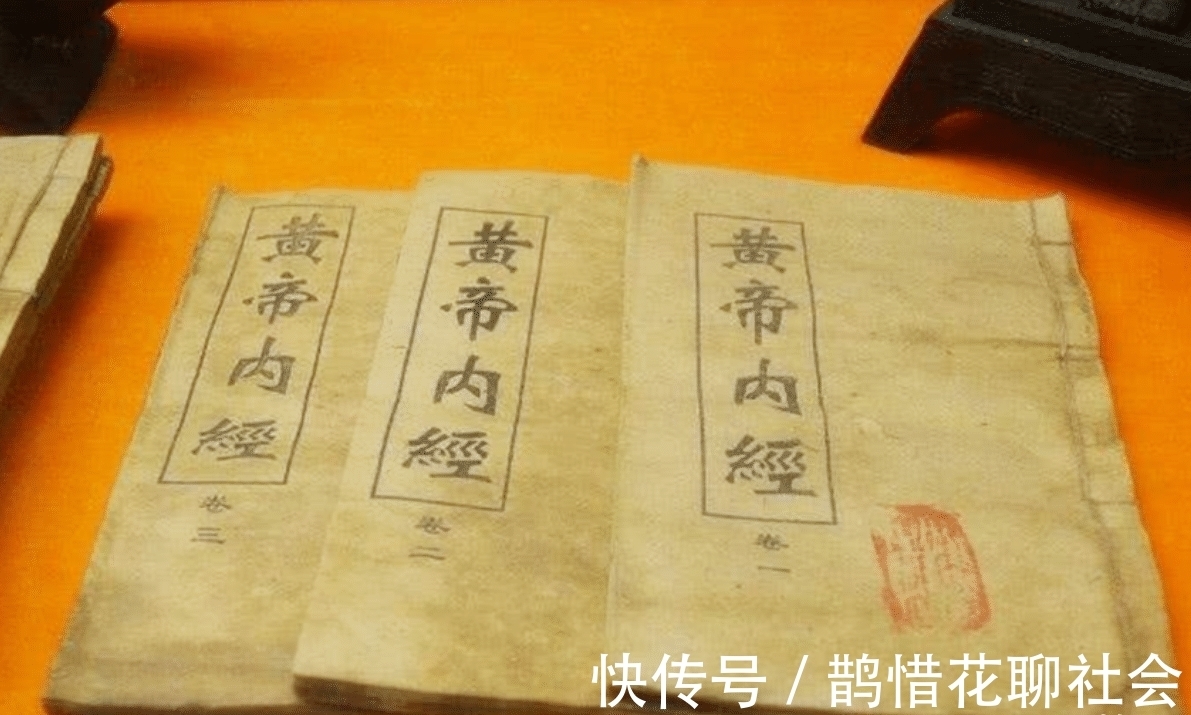 黃帝內經
卷三
黃帝內經
卷二
黃帝內經
卷一
快传号 / 鹊惜花聊社会